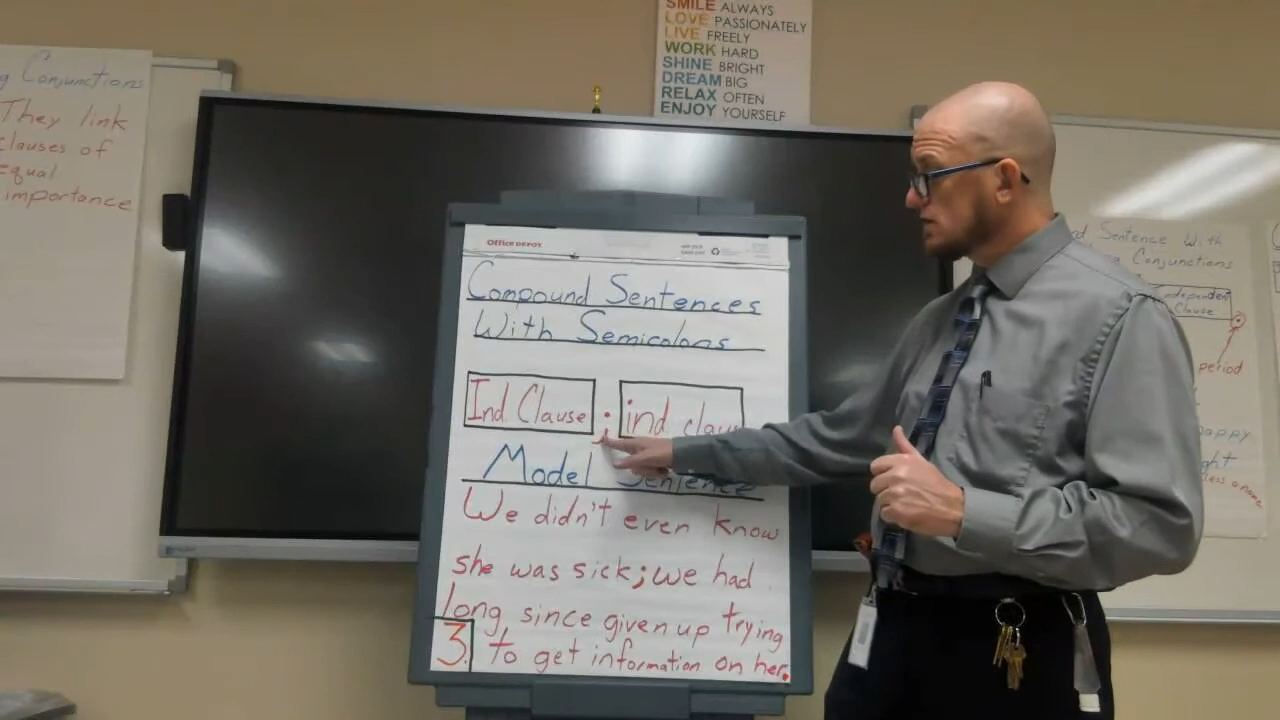 SMILE ALWAYS
LOVE PASSIONATELY
LIVE FREELY
WORK HARD
SHINE BRIGHT
DREAM BIG
RELAX OFTEN
ENJOY YOURSELF
g Conjunctions
They link
clauses of
equal
importance
Office DEPOT
Compound Sentences
With Semicolons
Ind. Clause ; ind. clau
Model Sentence
We didn't even know
she was sick; we had
long since given up trying
3. to get information on her.
Sentence With
Conjunctions
Independent
Clause
period